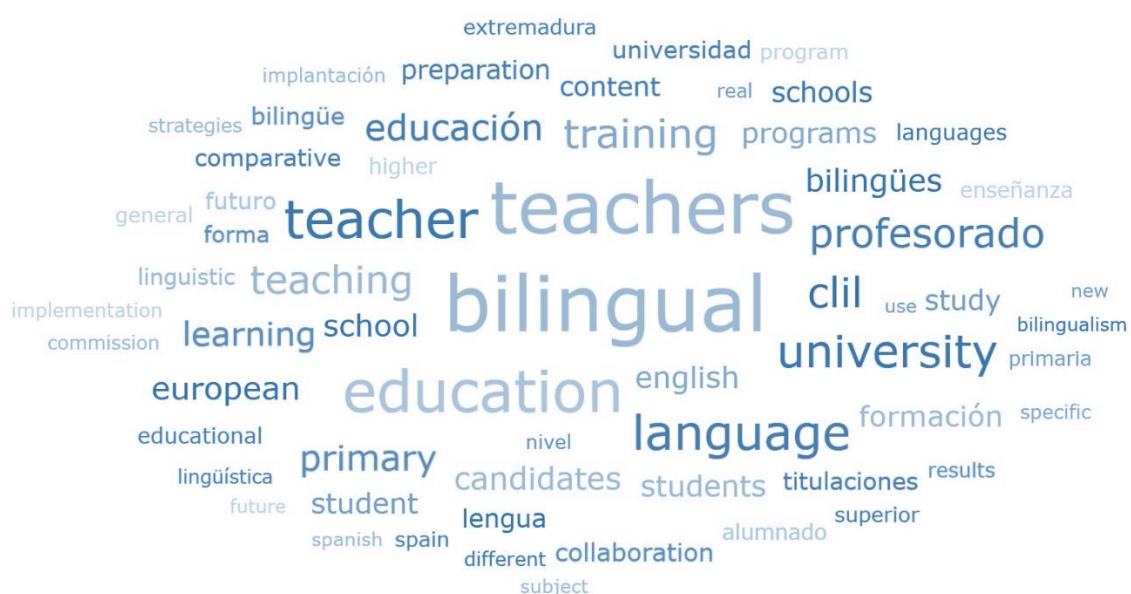 extremadura
universidad program
implantación preparation
content real schools
strategies bilingüe educación training programs languages
comparative higher
bilingües enseñanza
general futuro teacher teachers
forma profesorado
linguistic teaching bilingual clil use study new
implementation learning school bilingualism
commission university primaria
european education english
language formación specific
educational primary nivel
lingüística candidates students titulaciones results
future student lengua superior
spanish spain different collaboration alumnado
subject